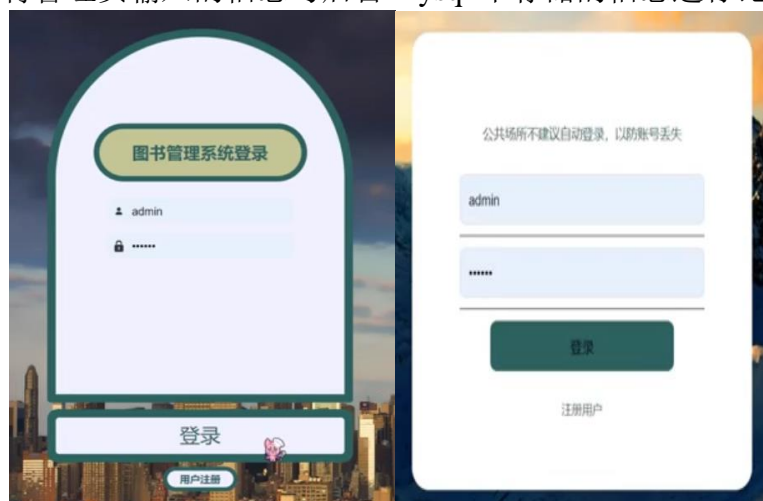 图书管理系统登录
admin
••••••
登录
用户注册
公共场所不建议自动登录，以防账号丢失
admin
••••••
登录
注册用户